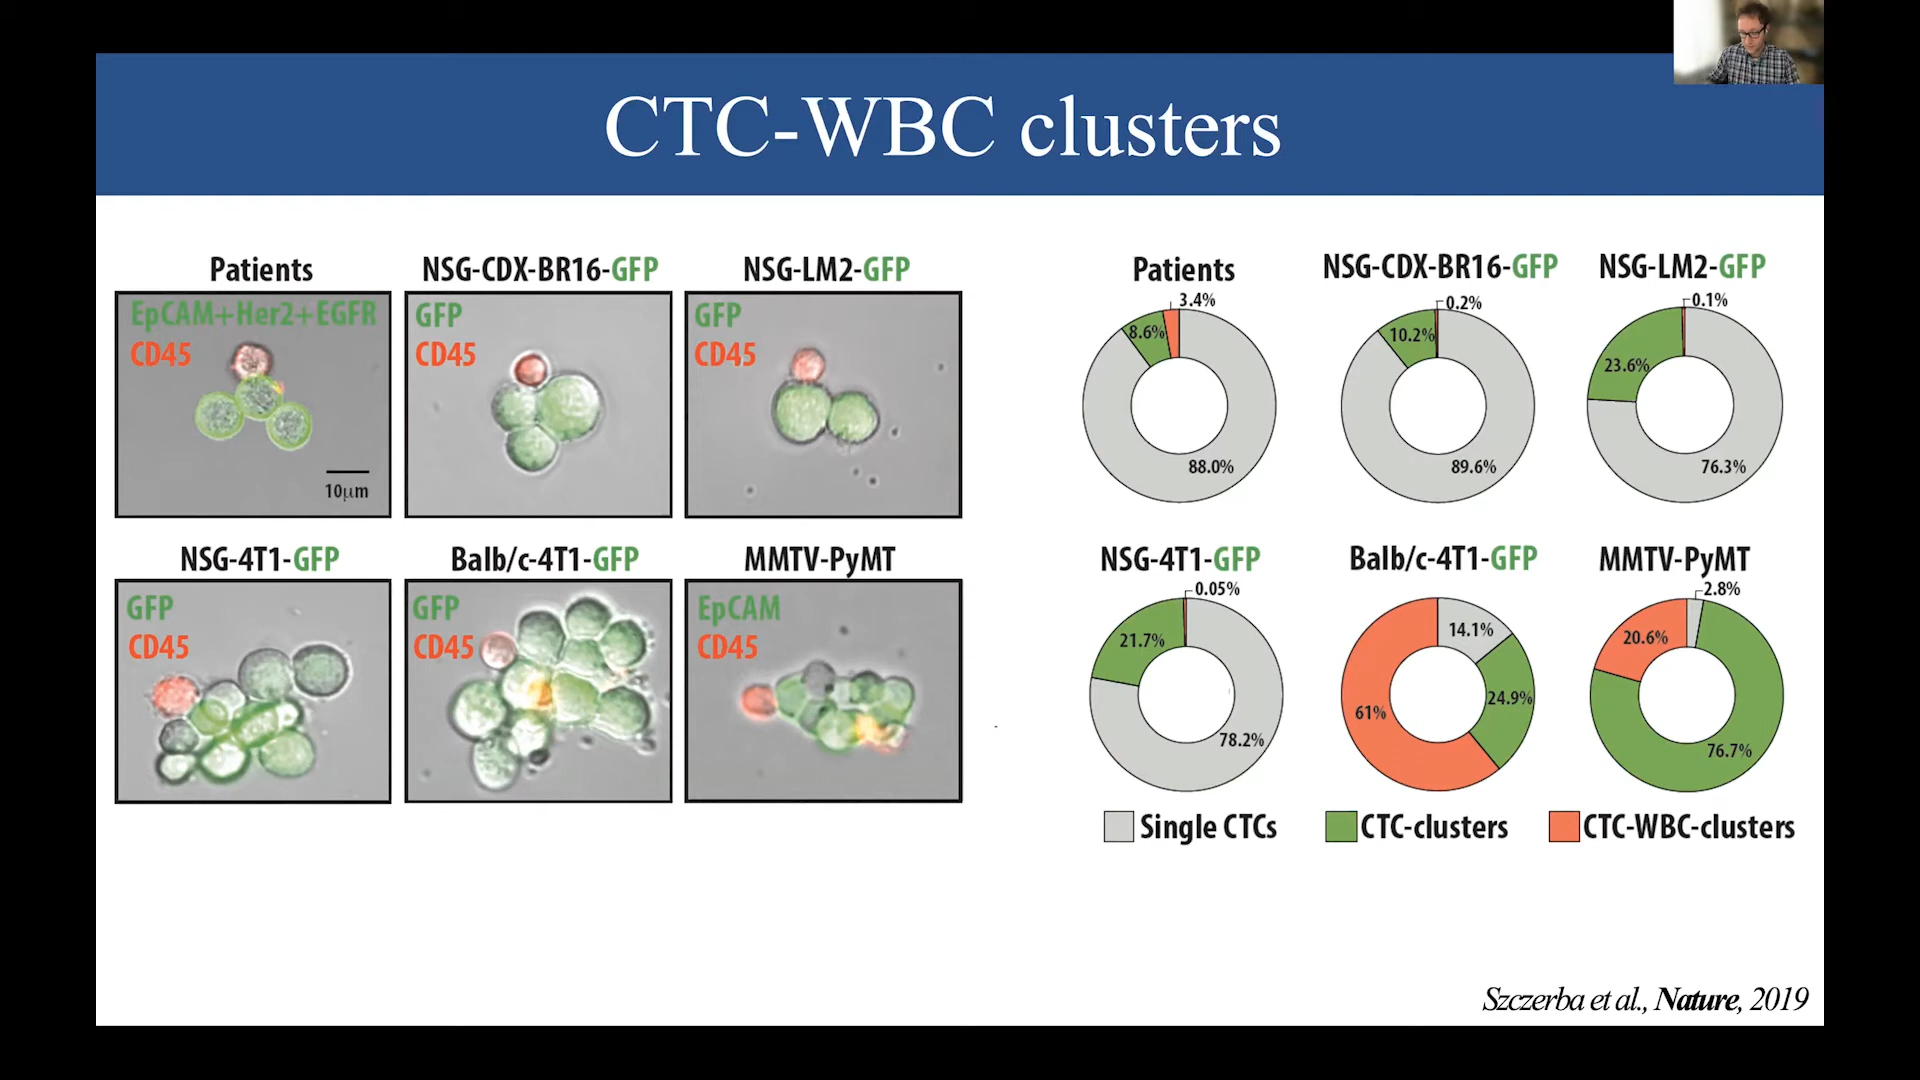 CTC-WBC clusters
Patients
NSG-CDX-BR16-GFP
NSG-LM2-GFP
EpCAM+Her2+EGFR
CD45
10µm
GFP
CD45
GFP
CD45
NSG-4T1-GFP
Balb/c-4T1-GFP
MMTV-PyMT
GFP
CD45
GFP
CD45
EpCAM
CD45
Patients
NSG-CDX-BR16-GFP
NSG-LM2-GFP
3.4%
8.6%
88.0%
0.2%
10.2%
89.6%
0.1%
23.6%
76.3%
NSG-4T1-GFP
Balb/c-4T1-GFP
MMTV-PyMT
0.05%
21.7%
78.2%
14.1%
24.9%
61%
2.8%
20.6%
76.7%
Single CTCs
CTC-clusters
CTC-WBC-clusters
Szczerba et al., Nature, 2019